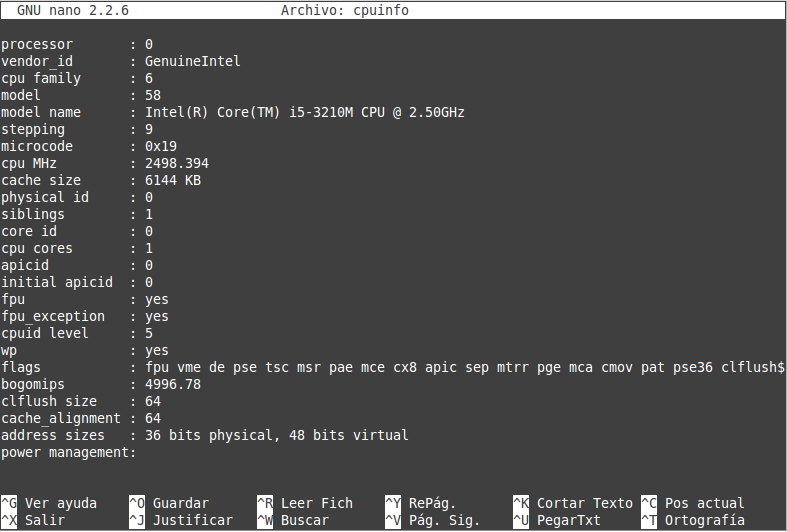 GNU nano 2.2.6 Archivo: cpuinfo
processor : 0
vendor_id : GenuineIntel
cpu family : 6
model : 58
model name : Intel(R) Core(TM) i5-3210M CPU @ 2.50GHz
stepping : 9
microcode : 0x19
cpu MHz : 2498.394
cache size : 6144 KB
physical id : 0
siblings : 1
core id : 0
cpu cores : 1
apicid : 0
initial apicid : 0
fpu : yes
fpu_exception : yes
cpuid level : 5
wp : yes
flags : fpu vme de pse tsc msr pae mce cx8 apic sep mtrr pge mca cmov pat pse36 clflush$
bogomips : 4996.78
clflush size : 64
cache_alignment : 64
address sizes : 36 bits physical, 48 bits virtual
power management:
^G Ver ayuda ^O Guardar ^R Leer Fich ^Y RePág. ^K Cortar Texto ^C Pos actual
^X Salir ^J Justificar ^W Buscar ^V Pág. Sig. ^U PegarTxt ^T Ortografía